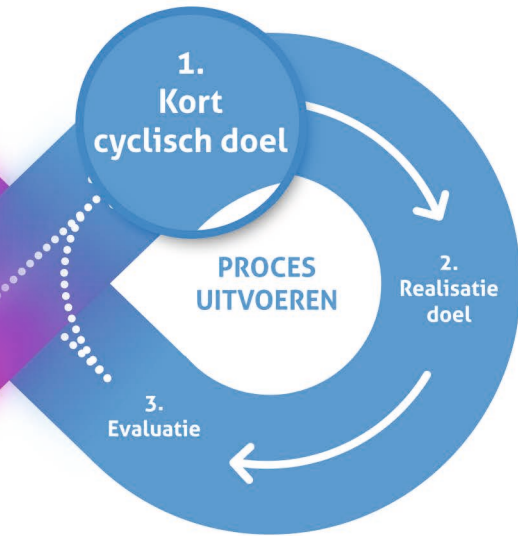 1.
Kort
cyclisch doel
PROCES
UITVOEREN
2.
Realisatie
doel
3.
Evaluatie